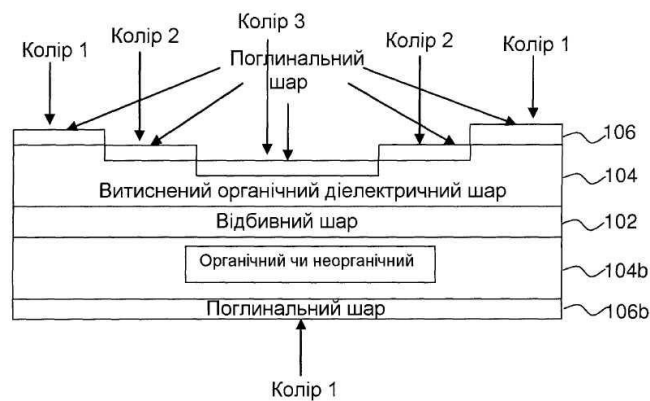 Колір 3
Колір 1
Колір 2
Колір 2
Колір 1
Поглинальний
шар
106
Витиснений органічний діелектричний шар
104
Відбивний шар
102
Органічний чи неорганічний
104b
Поглинальний шар
106b
Колір 1